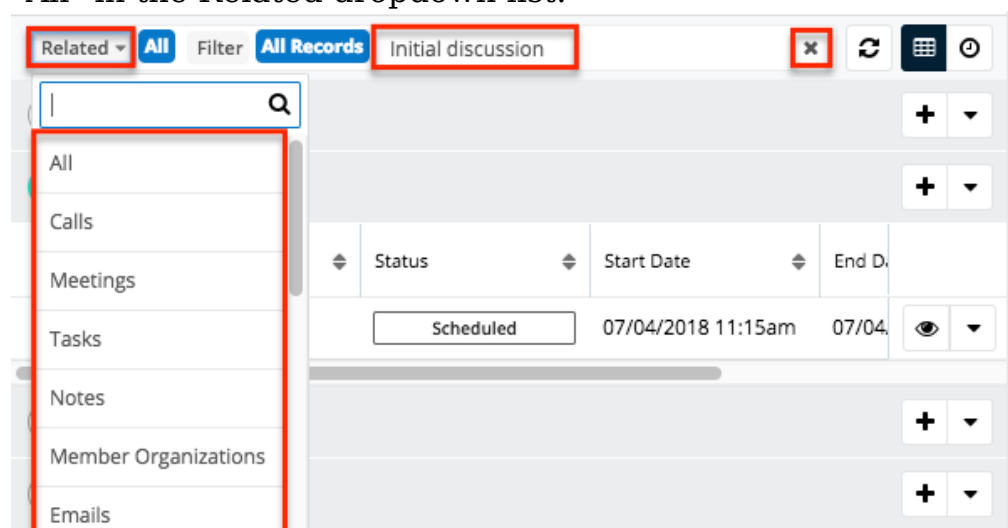 "All" in the Related dropdown list.
Related All Filter All Records Initial discussion
All
Calls
Status Start Date End D
Meetings
Scheduled 07/04/2018 11:15am 07/04
Tasks
Notes
Member Organizations
Emails